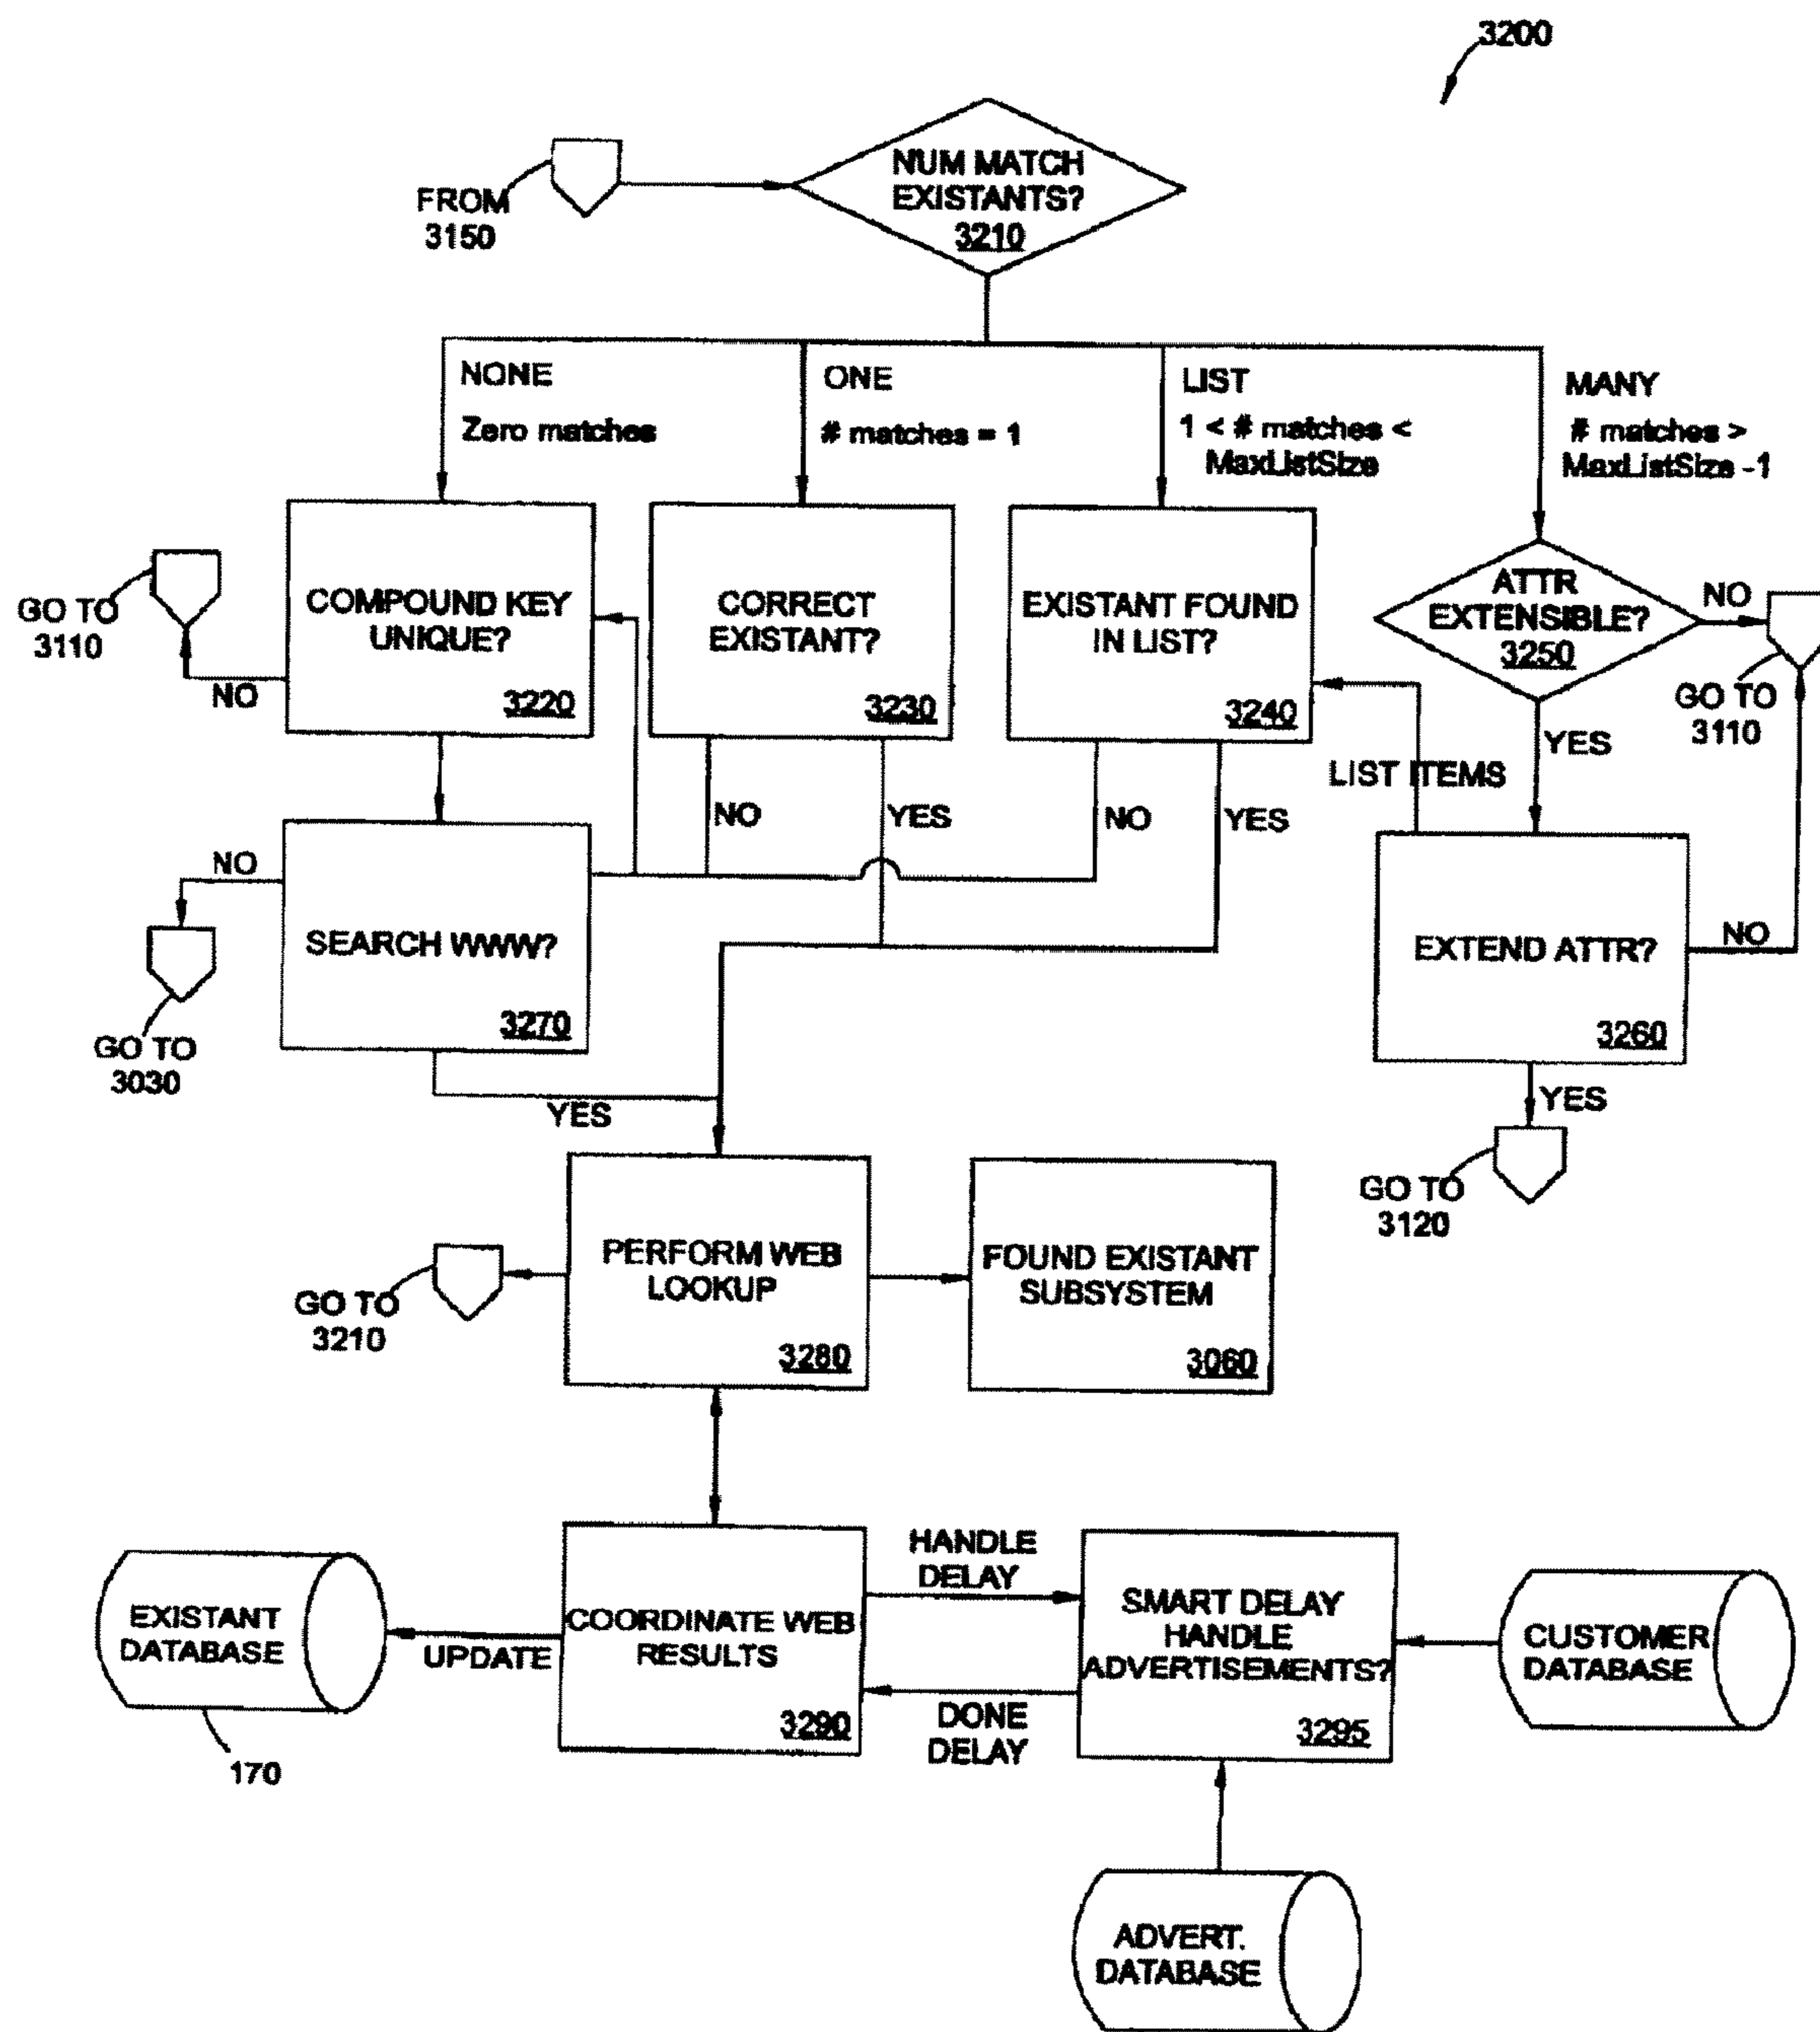 3200
FROM
3150
NUM MATCH
EXISTANTS?
3210
NONE
Zero matches
ONE
# matches = 1
LIST
1 < # matches <
MaxListSize
MANY
# matches >
MaxListSize -1
GO TO
3110
NO
COMPOUND KEY
UNIQUE?
3220
CORRECT
EXISTANT?
3230
EXISTANT FOUND
IN LIST?
3240
ATTR
EXTENSIBLE?
3250
NO
GO TO
3110
YES
LIST ITEMS
NO
YES
NO
YES
NO
GO TO
3030
SEARCH WWW?
3270
YES
EXTEND ATTR?
3260
NO
YES
GO TO
3120
GO TO
3210
PERFORM WEB
LOOKUP
3280
FOUND EXISTANT
SUBSYSTEM
3060
EXISTANT
DATABASE
170
UPDATE
COORDINATE WEB
RESULTS
3290
HANDLE
DELAY
DONE
DELAY
SMART DELAY
HANDLE
ADVERTISEMENTS?
3295
CUSTOMER
DATABASE
ADVERT.
DATABASE